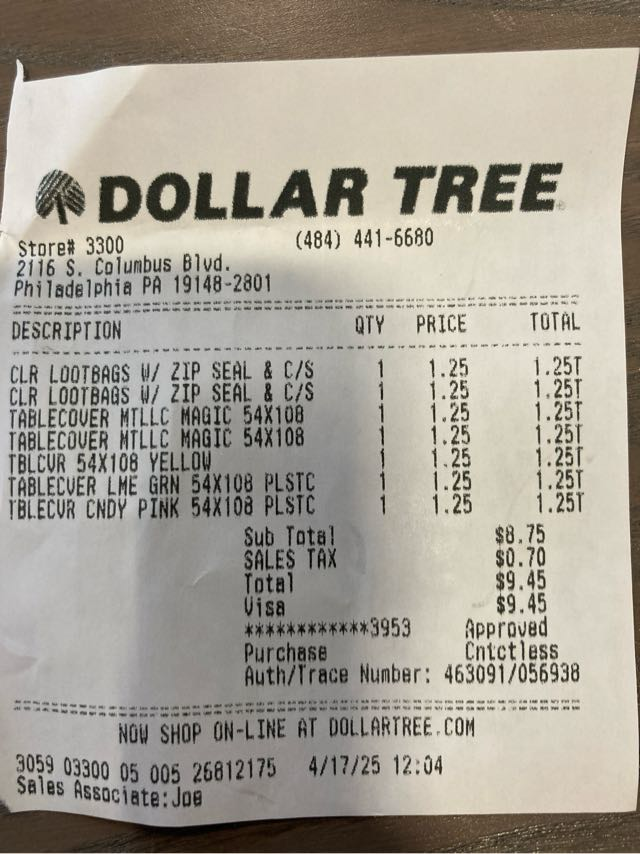 DOLLAR TREE
Store# 3300 (484) 441-6680
2116 S. Columbus Blvd.
Philadelphia PA 19148-2801
DESCRIPTION QTY PRICE TOTAL
CLR LOOTBAGS W/ ZIP SEAL & C/S 1 1.25 1.25T
CLR LOOTBAGS W/ ZIP SEAL & C/S 1 1.25 1.25T
TABLECOVER MTLLC MAGIC 54X108 1 1.25 1.25T
TABLECOVER MTLLC MAGIC 54X108 1 1.25 1.25T
TBLCVR 54X108 YELLOW 1 1.25 1.25T
TABLECVER LME GRN 54X108 PLSTC 1 1.25 1.25T
TBLECVR CNDY PINK 54X108 PLSTC 1 1.25 1.25T
Sub Total $8.75
SALES TAX $0.70
Total $9.45
Visa $9.45
************3953 Approved
Purchase Cntctless
Auth/Trace Number: 463091/056938
NOW SHOP ON-LINE AT DOLLARTREE.COM
3059 03300 05 005 26812175 4/17/25 12:04
Sales Associate:Joe